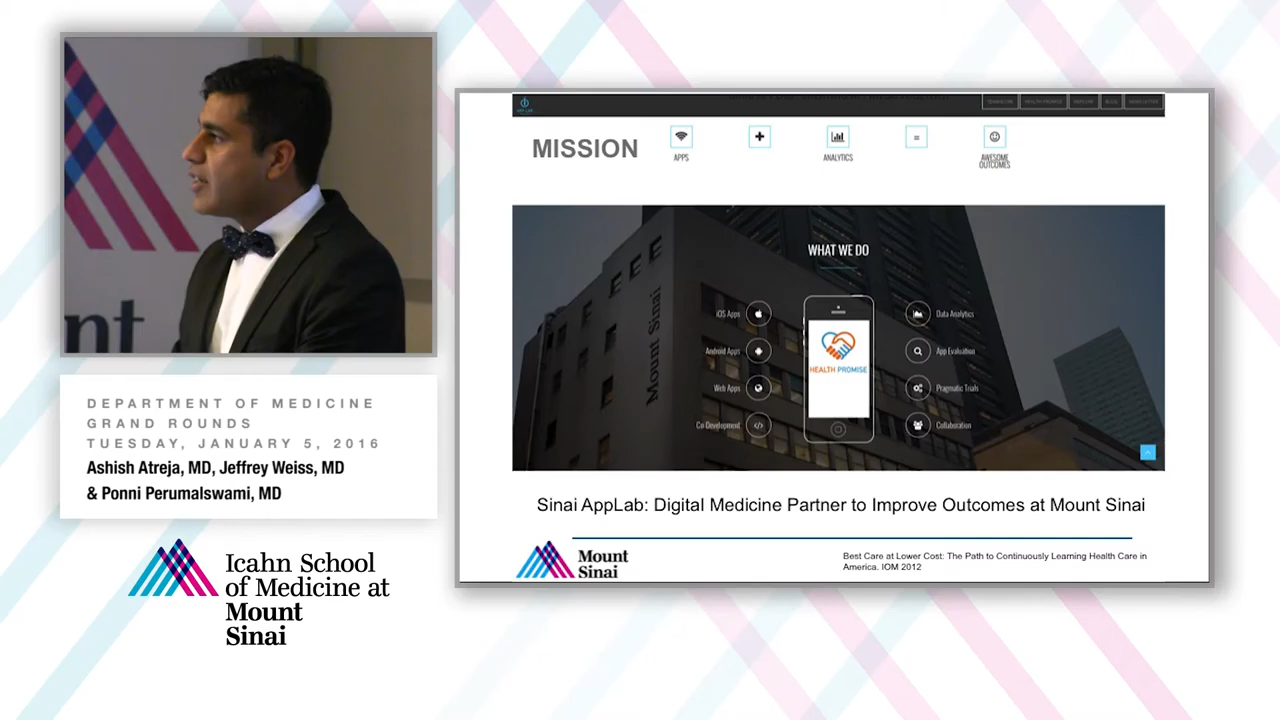 nt
DEPARTMENT OF MEDICINE
GRAND ROUNDS
TUESDAY, JANUARY 5, 2016
Ashish Atreja, MD, Jeffrey Weiss, MD
& Ponni Perumalswami, MD
Icahn School
of Medicine at
Mount
Sinai
MISSION
APPS
ANALYTICS
=
AWESOME
OUTCOMES
WHAT WE DO
Mount Sinai
iOS Apps
Android Apps
Web Apps
Co-Development
HEALTH PROMISE
Data Analytics
App Evaluation
Pragmatic Trials
Collaboration
Sinai AppLab: Digital Medicine Partner to Improve Outcomes at Mount Sinai
Mount
Sinai
Best Care at Lower Cost: The Path to Continuously Learning Health Care in
America. IOM 2012